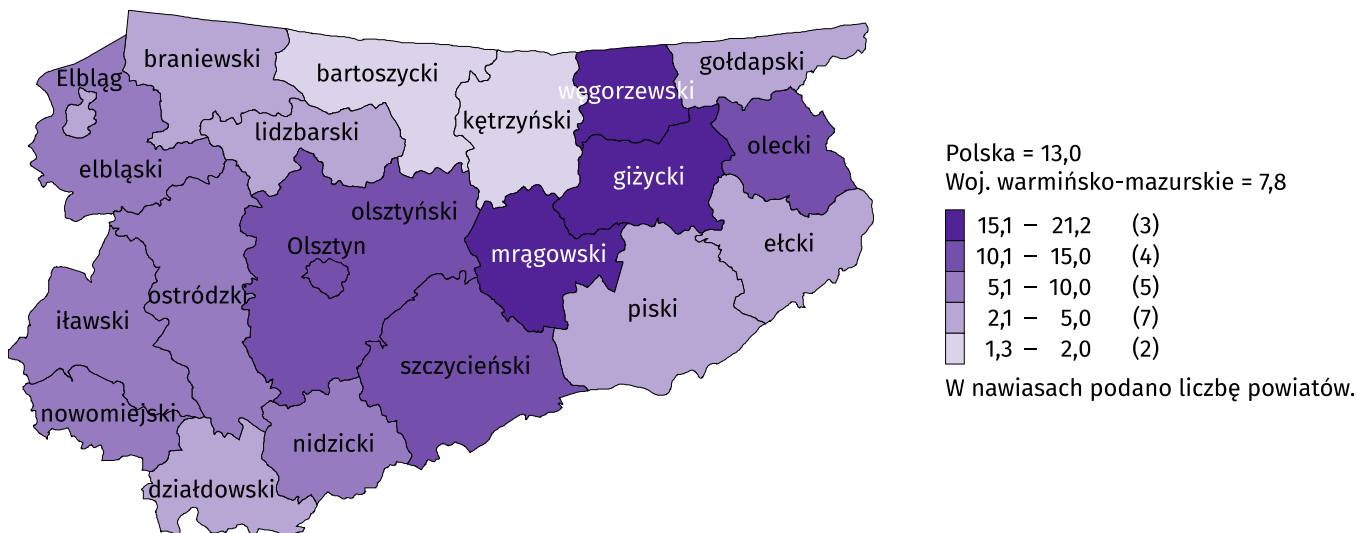 braniewski
bartoszycki
gołdapski
Elbląg
węgorzewski
kętrzyński
lidzbarski
olecki
elbląski
giżycki
olsztyński
Olsztyn
mrągowski
ełcki
ostródzki
iławski
piski
szczycieński
nowomiejski
nidzicki
działdowski
Polska = 13,0
Woj. warmińsko-mazurskie = 7,8
15,1 – 21,2 (3)
10,1 – 15,0 (4)
5,1 – 10,0 (5)
2,1 – 5,0 (7)
1,3 – 2,0 (2)
W nawiasach podano liczbę powiatów.